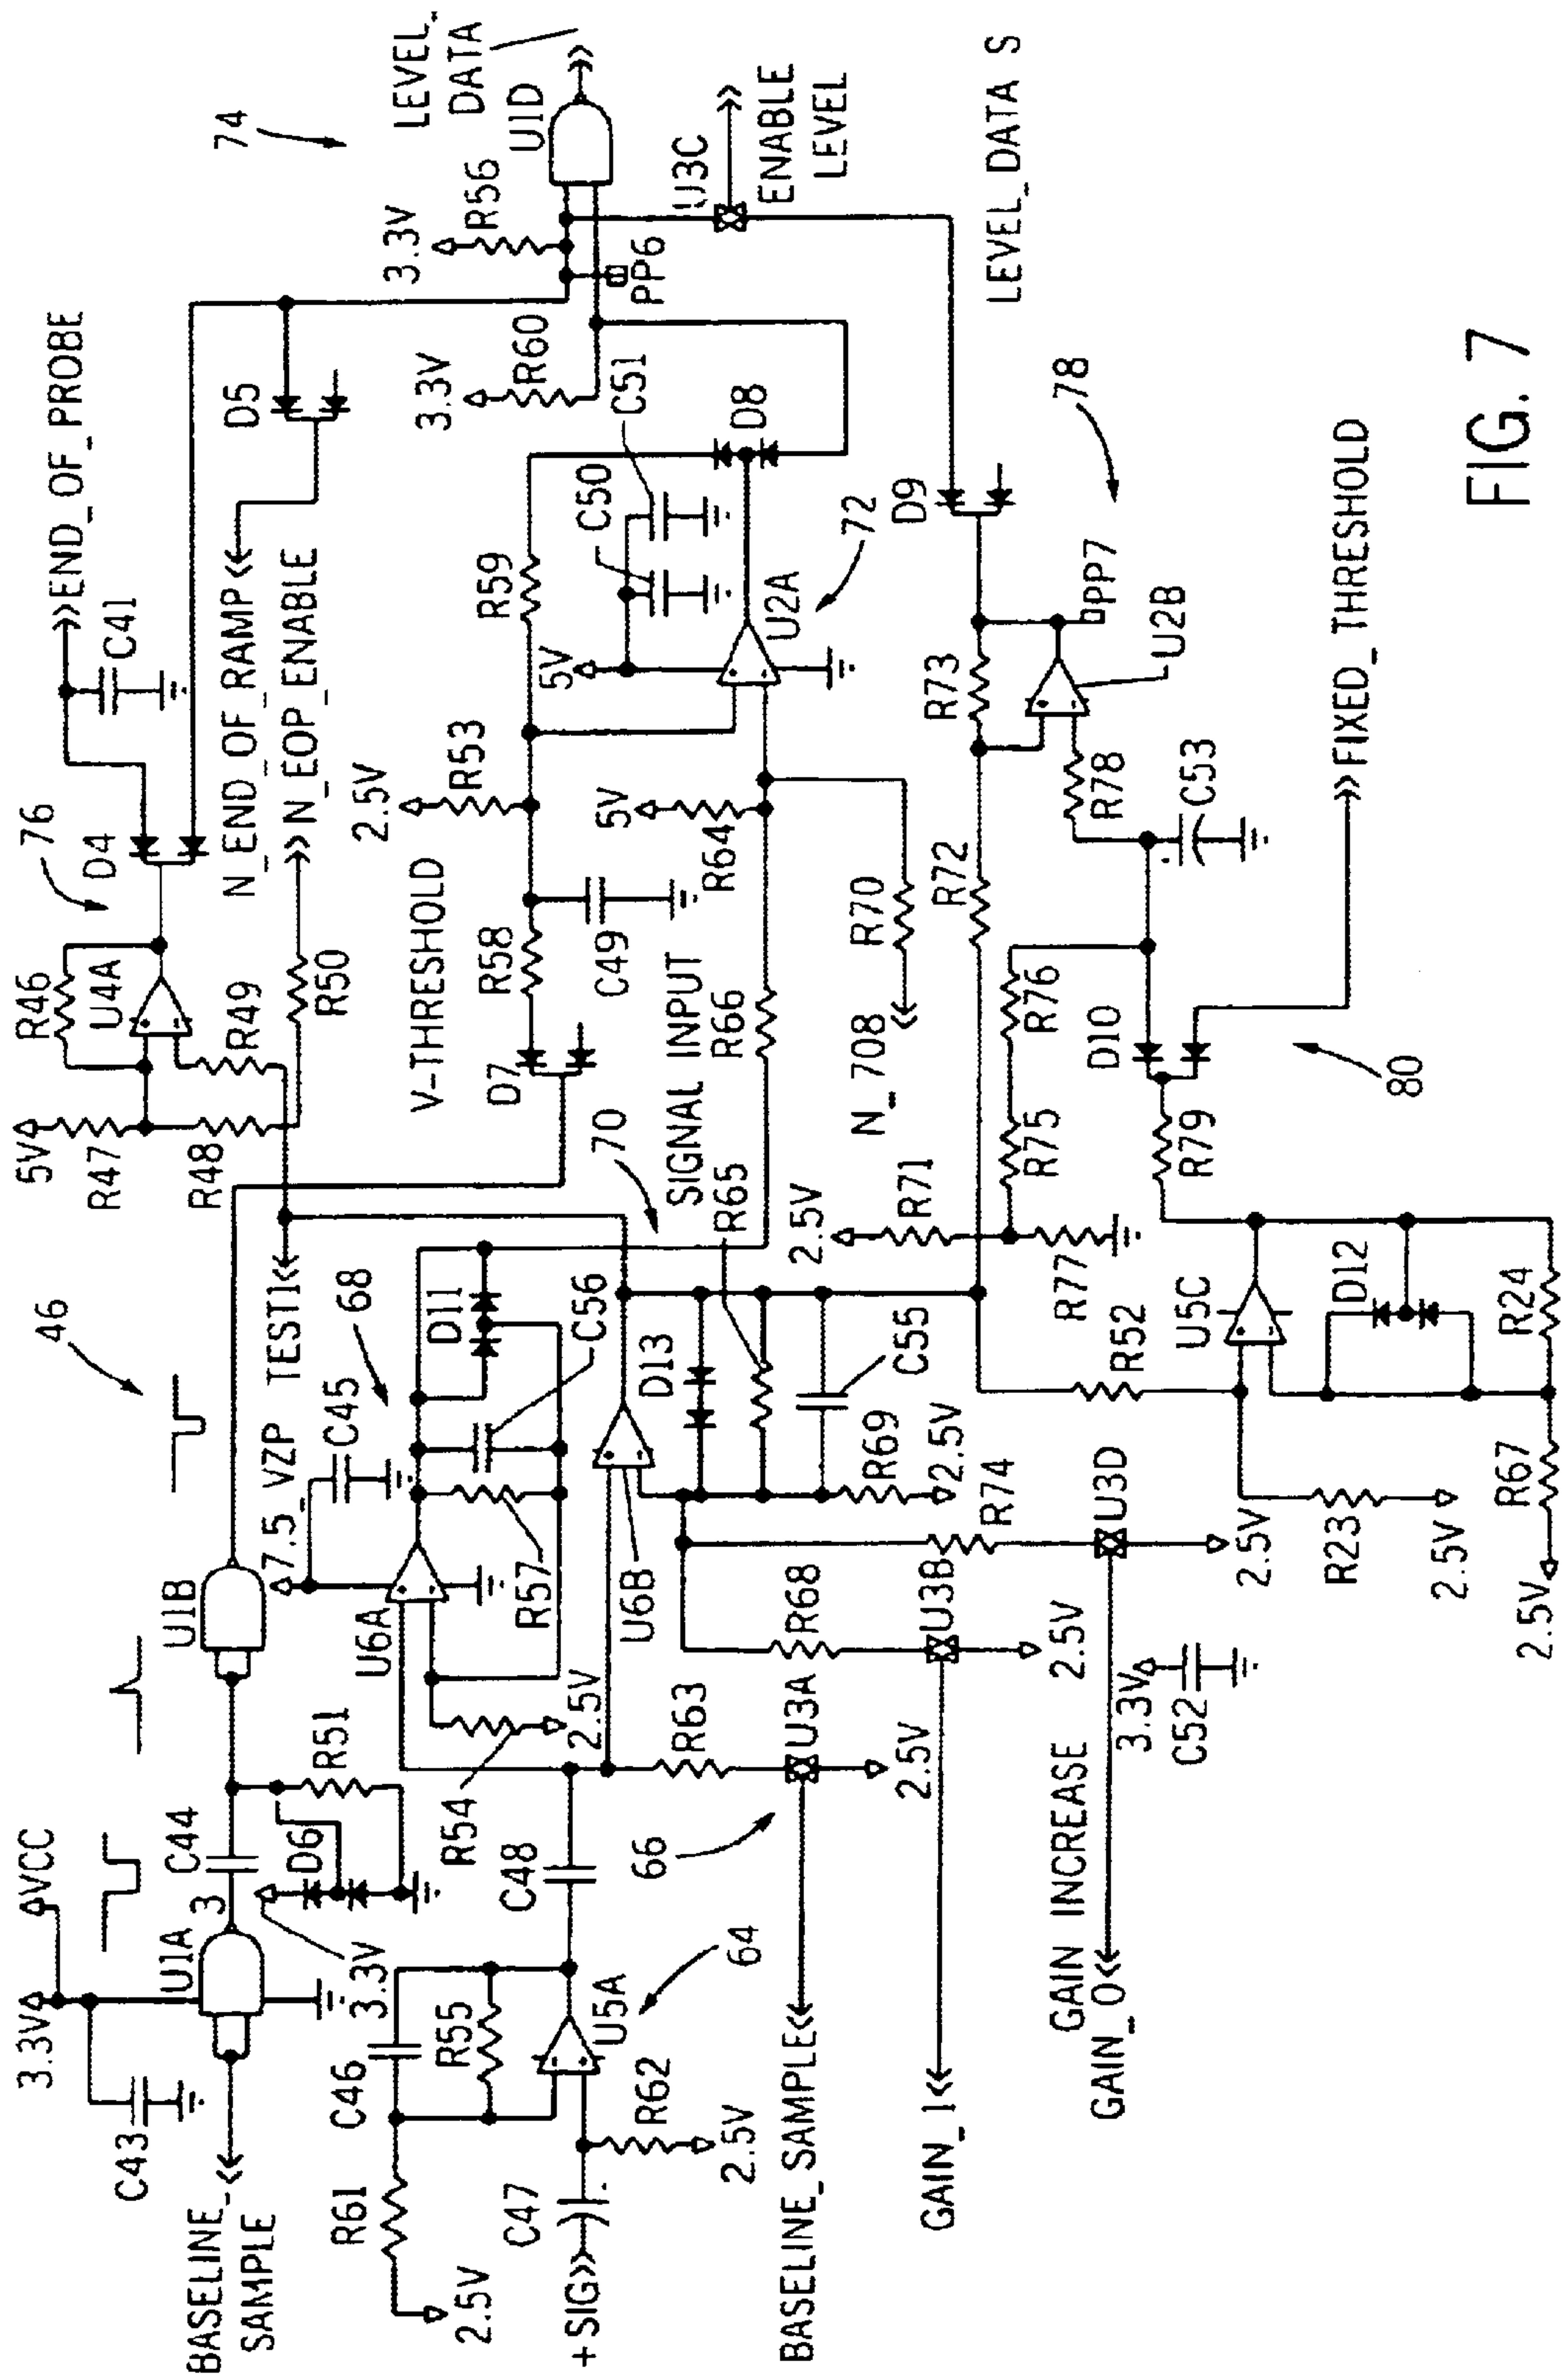 46
74
76
3.3V
VCC
C43
U1A
3
C44
U1B
BASELINE_
SAMPLE
3.3V
D6
R51
7.5_VZP
C45
TEST1
5V
R47
R48
R46
U4A
R49
R50
D4
C41
END_OF_PROBE
N_END_OF_RAMP
N_EOP_ENABLE
D5
3.3V
R56
LEVEL_
DATA
U1D
R61
2.5V
C46
R55
U5A
64
+SIG
C47
R62
2.5V
C48
R54
2.5V
U6A
R57
68
D11
C56
70
V-THRESHOLD
D7
R58
C49
2.5V
R53
R59
5V
C50
C51
U2A
72
D8
3.3V
R60
PP6
U3C
ENABLE
LEVEL
SIGNAL INPUT
R66
5V
R64
R70
N_708
66
R63
U3A
2.5V
BASELINE_SAMPLE
U6B
D13
R65
C55
R69
2.5V
R68
U3B
2.5V
GAIN_1
R74
U3D
2.5V
GAIN INCREASE
GAIN_0
3.3V
C52
2.5V
R71
R77
R75
R76
R72
R73
U2B
PP7
D9
78
LEVEL_DATA S
R78
C53
D10
80
R79
FIXED_THRESHOLD
R52
U5C
D12
R24
R23
2.5V
R67
2.5V
FIG. 7